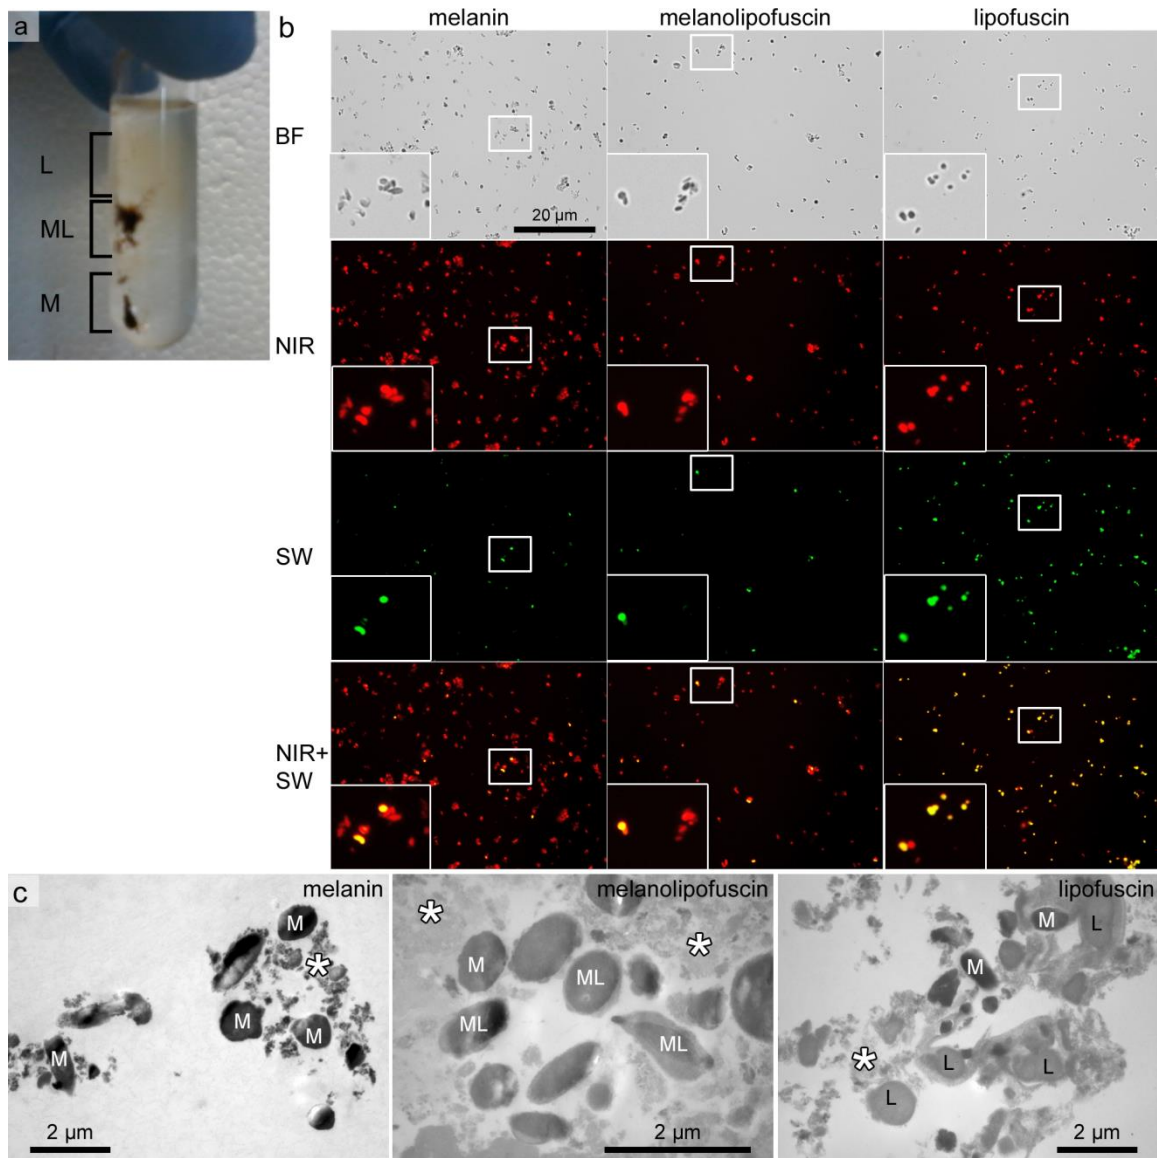 a
L
ML
M
b
melanin melanolipofuscin lipofuscin
BF
20 µm
NIR
SW
NIR+
SW
c
melanin
M
*
M
M
M
2 µm
melanolipofuscin
*
*
M
ML
ML
ML
2 µm
lipofuscin
M
L
M
*
L
L
L
2 µm